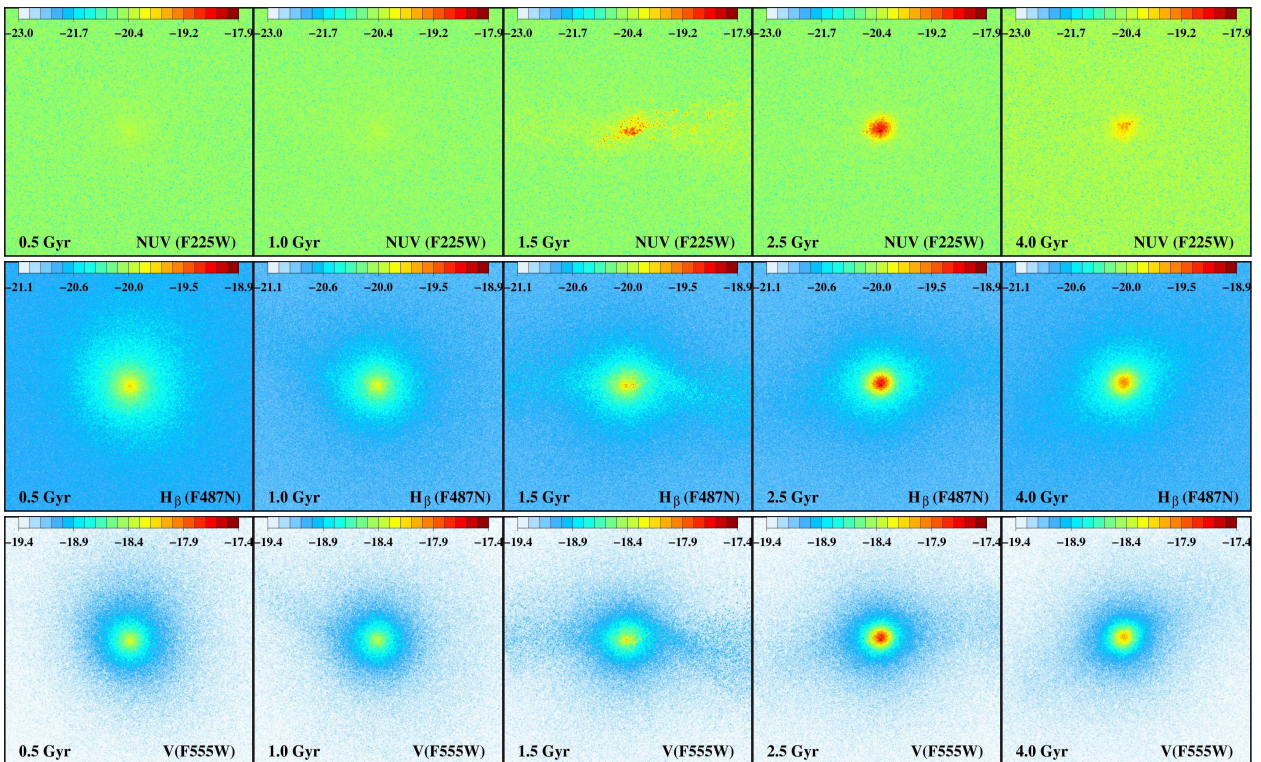 −23.0 −21.7 −20.4 −19.2 −17.9 −23.0 −21.7 −20.4 −19.2 −17.9 −23.0 −21.7 −20.4 −19.2 −17.9 −23.0 −21.7 −20.4 −19.2 −17.9 −23.0 −21.7 −20.4 −19.2 −17.9
0.5 Gyr NUV (F225W) 1.0 Gyr NUV (F225W) 1.5 Gyr NUV (F225W) 2.5 Gyr NUV (F225W) 4.0 Gyr NUV (F225W)
−21.1 −20.6 −20.0 −19.5 −18.9 −21.1 −20.6 −20.0 −19.5 −18.9 −21.1 −20.6 −20.0 −19.5 −18.9 −21.1 −20.6 −20.0 −19.5 −18.9 −21.1 −20.6 −20.0 −19.5 −18.9
0.5 Gyr Hβ (F487N) 1.0 Gyr Hβ (F487N) 1.5 Gyr Hβ (F487N) 2.5 Gyr Hβ (F487N) 4.0 Gyr Hβ (F487N)
−19.4 −18.9 −18.4 −17.9 −17.4 −19.4 −18.9 −18.4 −17.9 −17.4 −19.4 −18.9 −18.4 −17.9 −17.4 −19.4 −18.9 −18.4 −17.9 −17.4 −19.4 −18.9 −18.4 −17.9 −17.4
0.5 Gyr V(F555W) 1.0 Gyr V(F555W) 1.5 Gyr V(F555W) 2.5 Gyr V(F555W) 4.0 Gyr V(F555W)